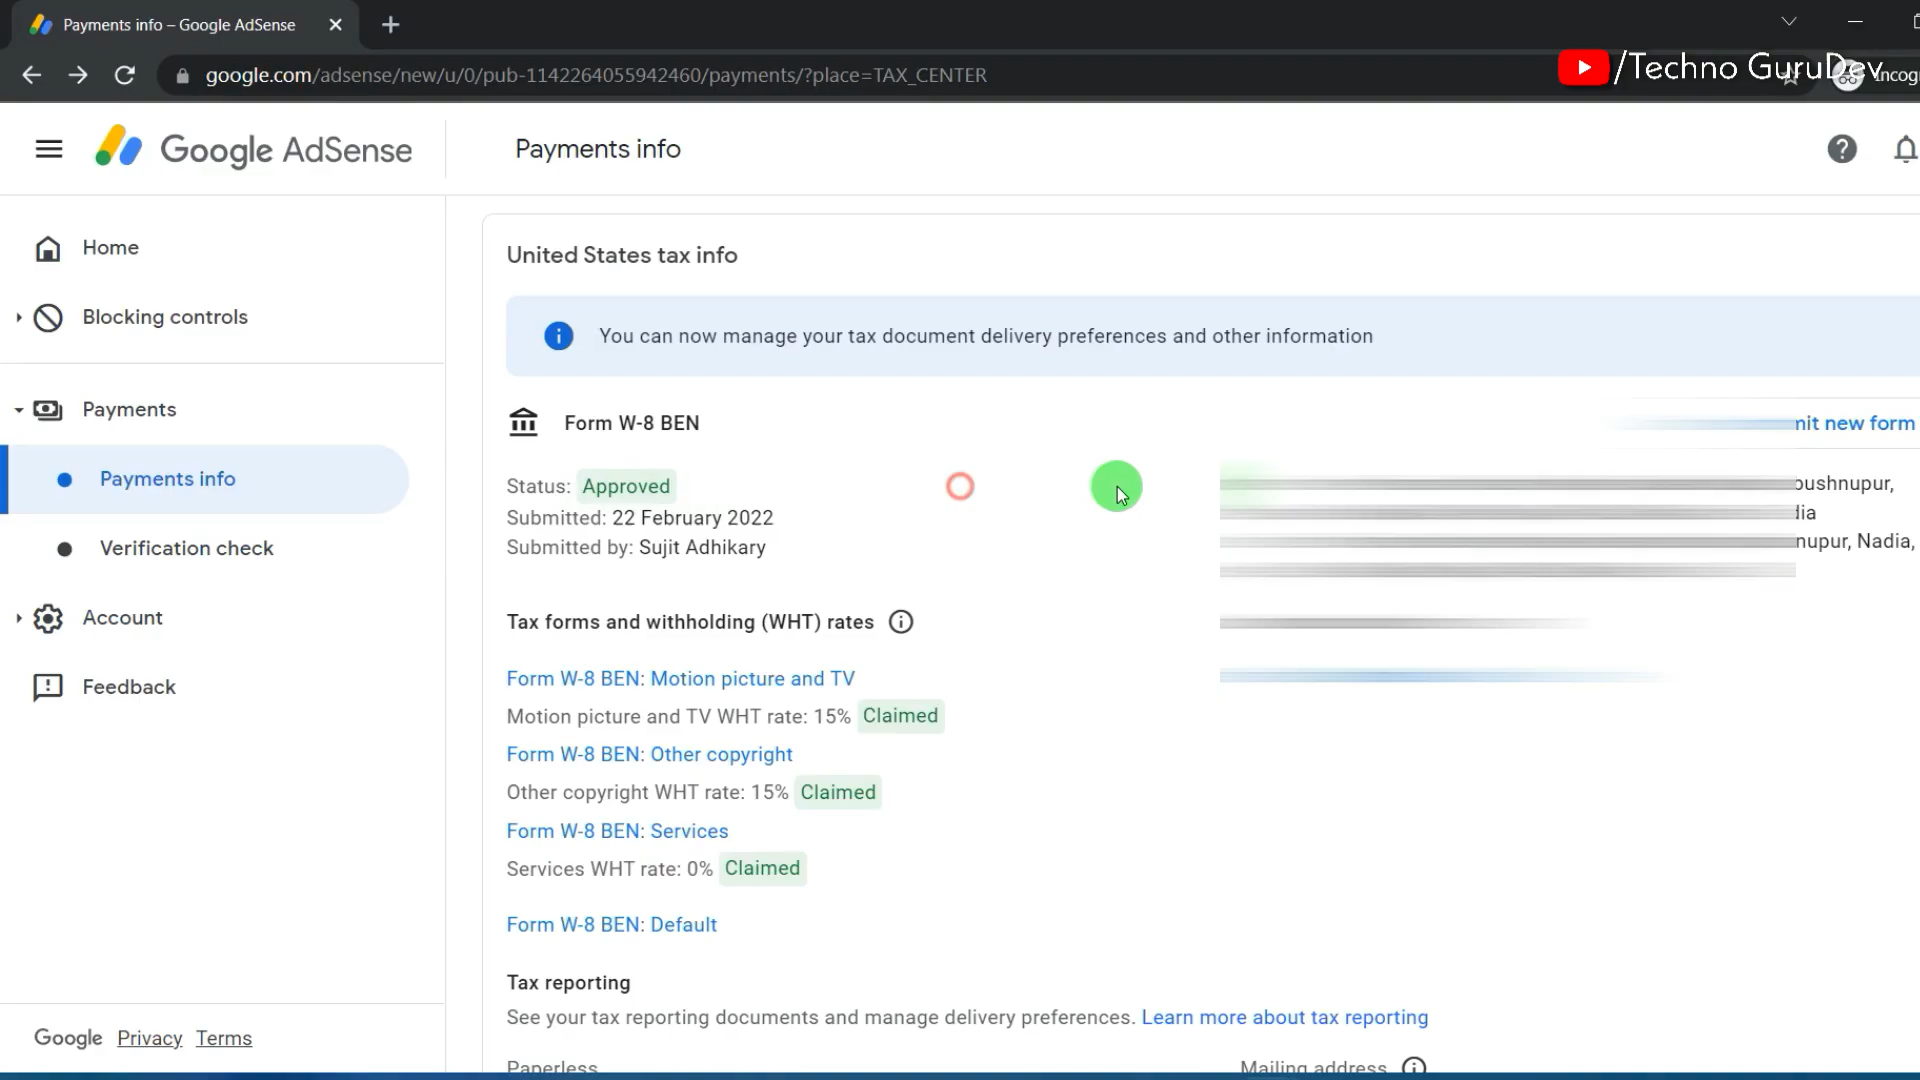 Payments info – Google AdSense
google.com/adsense/new/u/0/pub-1142264055942460/payments/?place=TAX_CENTER
/Techno GuruDev
Incog
Google AdSense
Payments info
Home
Blocking controls
Payments
Payments info
Verification check
Account
Feedback
Google Privacy Terms
United States tax info
You can now manage your tax document delivery preferences and other information
Form W-8 BEN
new form
Status: Approved
Submitted: 22 February 2022
Submitted by: Sujit Adhikary
Nadia,
Tax forms and withholding (WHT) rates
Form W-8 BEN: Motion picture and TV
Motion picture and TV WHT rate: 15% Claimed
Form W-8 BEN: Other copyright
Other copyright WHT rate: 15% Claimed
Form W-8 BEN: Services
Services WHT rate: 0% Claimed
Form W-8 BEN: Default
Tax reporting
See your tax reporting documents and manage delivery preferences. Learn more about tax reporting
Paperless
Mailing address